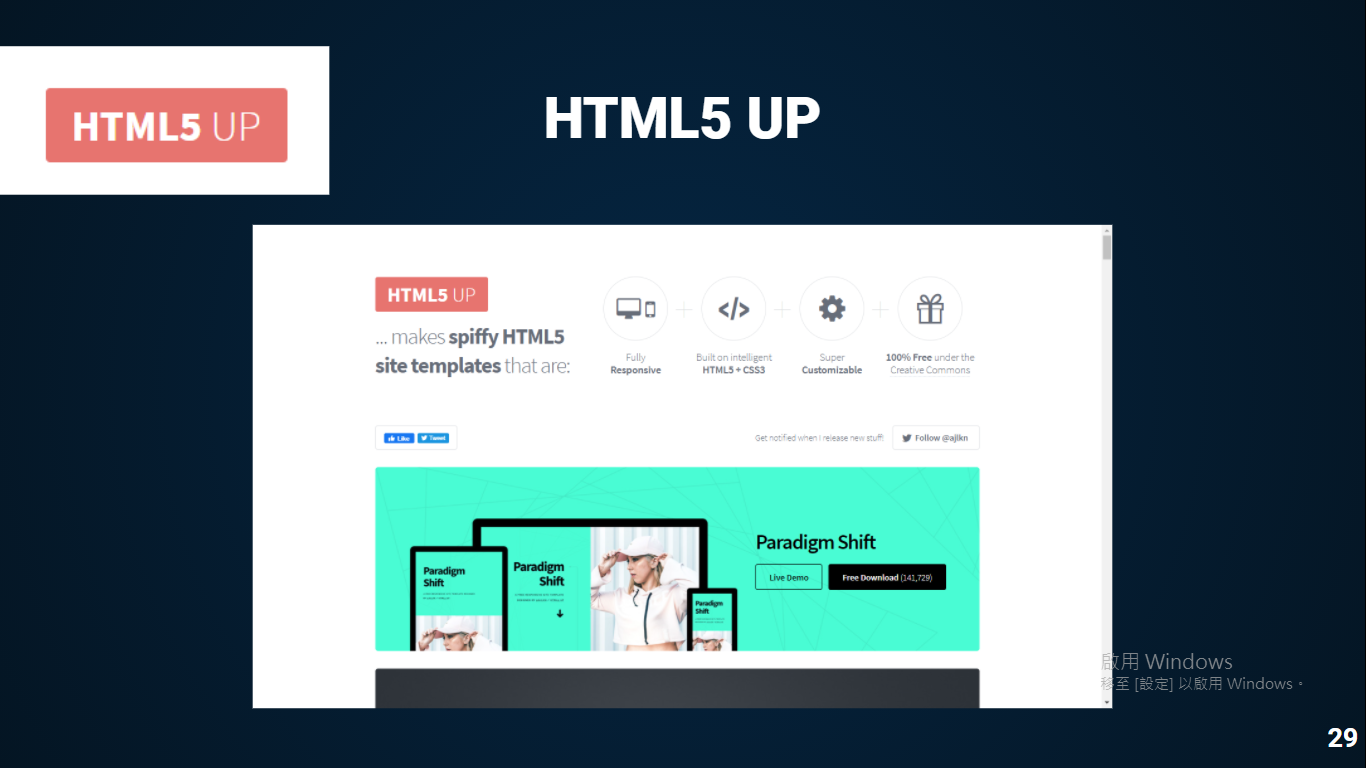 HTML5 UP
HTML5 UP
HTML5 UP
... makes spiffy HTML5
site templates that are:
Fully
Responsive
Built on intelligent
HTML5 + CSS3
Super
Customizable
100% Free under the
Creative Commons
Like
Tweet
Get notified when I release new stuff:
Follow @ajlkn
Paradigm
Shift
Paradigm
Shift
Paradigm
Shift
Paradigm Shift
Live Demo
Free Download (141,729)
啟用 Windows
移至 [設定] 以啟用 Windows。
29